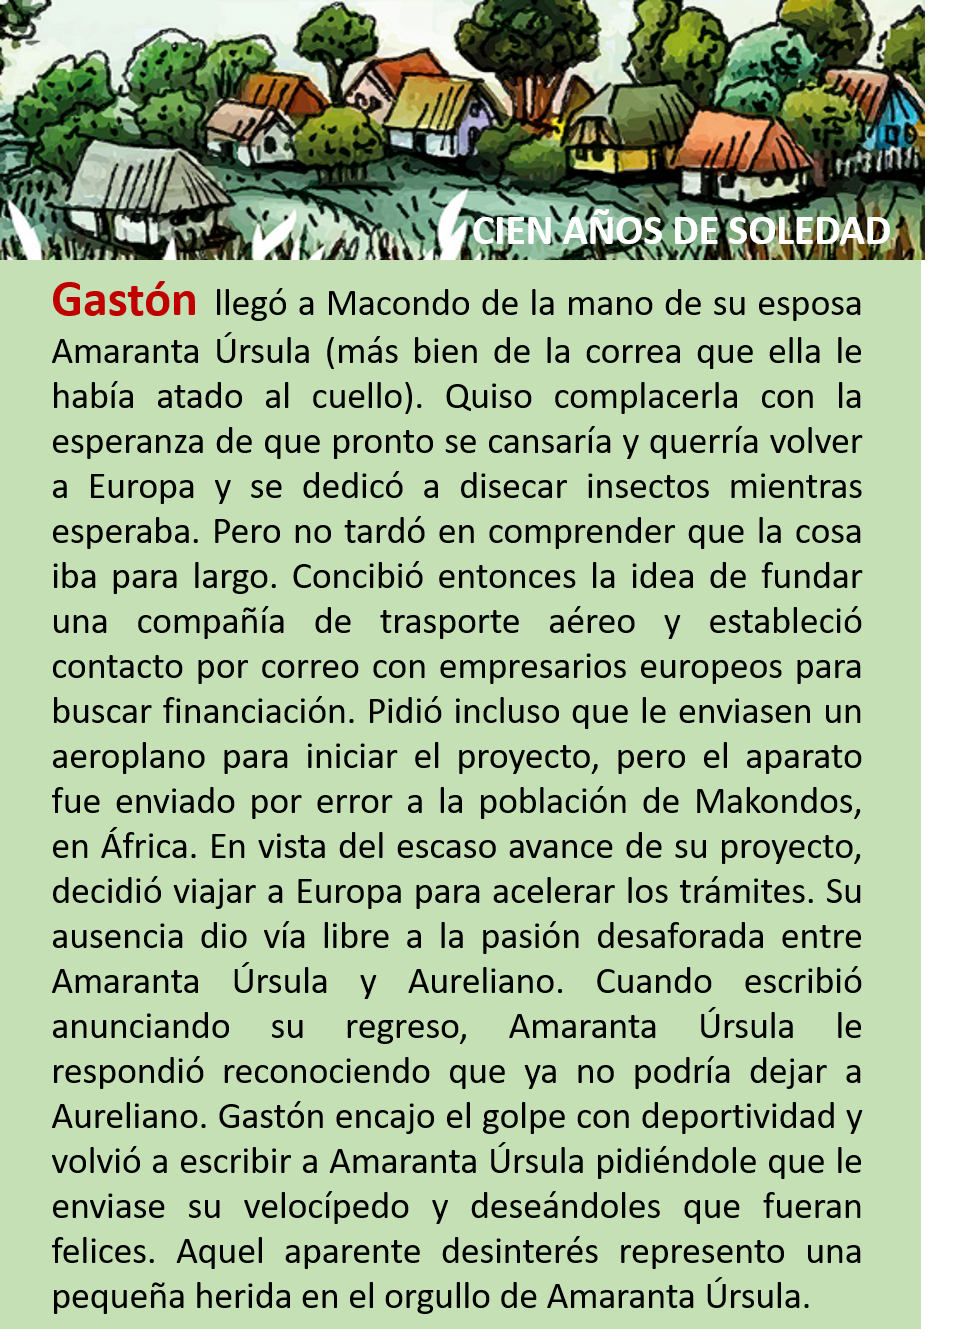 CIEN AÑOS DE SOLEDAD
Gastón llegó a Macondo de la mano de su esposa
Amaranta Úrsula (más bien de la correa que ella le
había atado al cuello). Quiso complacerla con la
esperanza de que pronto se cansaría y querría volver
a Europa y se dedicó a disecar insectos mientras
esperaba. Pero no tardó en comprender que la cosa
iba para largo. Concibió entonces la idea de fundar
una compañía de trasporte aéreo y estableció
contacto por correo con empresarios europeos para
buscar financiación. Pidió incluso que le enviasen un
aeroplano para iniciar el proyecto, pero el aparato
fue enviado por error a la población de Makondos,
en África. En vista del escaso avance de su proyecto,
decidió viajar a Europa para acelerar los trámites. Su
ausencia dio vía libre a la pasión desaforada entre
Amaranta Úrsula y Aureliano. Cuando escribió
anunciando su regreso, Amaranta Úrsula le
respondió reconociendo que ya no podría dejar a
Aureliano. Gastón encajo el golpe con deportividad y
volvió a escribir a Amaranta Úrsula pidiéndole que le
enviase su velocípedo y deseándoles que fueran
felices. Aquel aparente desinterés represento una
pequeña herida en el orgullo de Amaranta Úrsula.